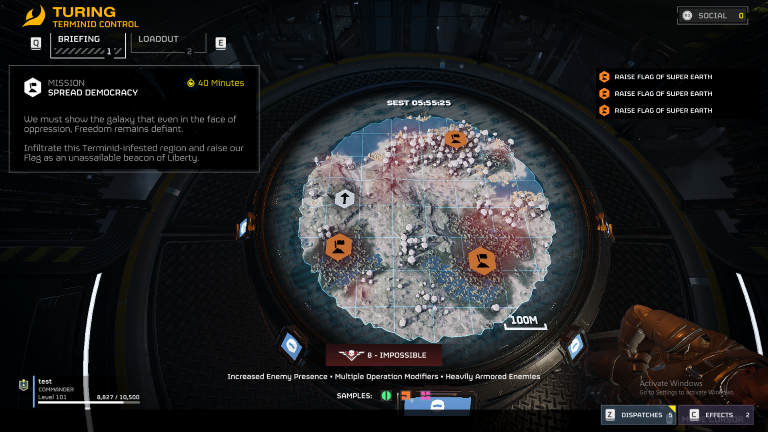 TURING
TERMINID CONTROL
SOCIAL 0
Q
BRIEFING
1
LOADOUT
2
E
MISSION
SPREAD DEMOCRACY
40 Minutes
We must show the galaxy that even in the face of
oppression, Freedom remains defiant.
Infiltrate this Terminid-infested region and raise our
Flag as an unassailable beacon of Liberty.
RAISE FLAG OF SUPER EARTH
RAISE FLAG OF SUPER EARTH
RAISE FLAG OF SUPER EARTH
SEST 05:55:25
100M
8 - IMPOSSIBLE
Increased Enemy Presence • Multiple Operation Modifiers • Heavily Armored Enemies
SAMPLES:
test
COMMANDER
Level 101
8,827 / 10,500
Activate Windows
Go to Settings to activate Windows.
Z DISPATCHES 5
C EFFECTS 2
CURSOR